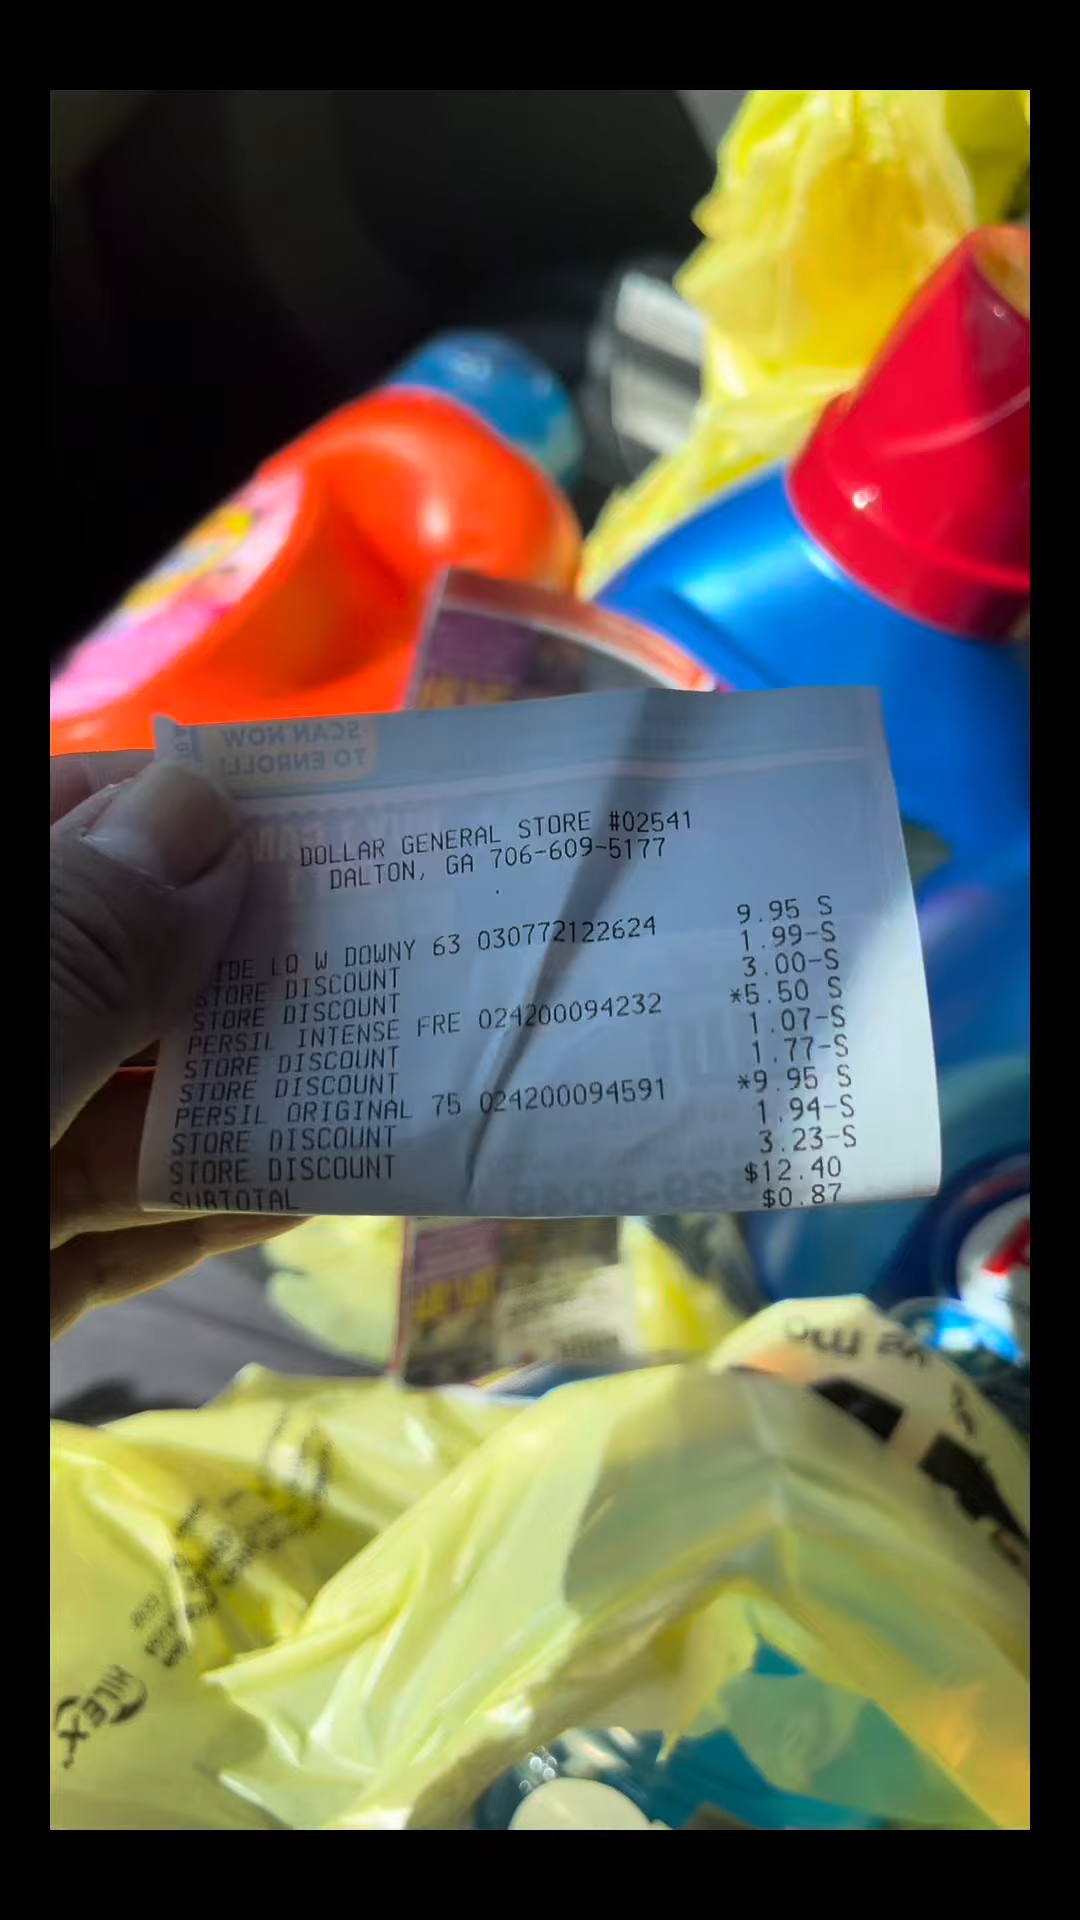 SCAN NOW
TO ENROLL!
DOLLAR GENERAL STORE #02541
DALTON, GA 706-609-5177
IDE LQ W DOWNY 63 030772122624 9.95 S
STORE DISCOUNT 1.99-S
STORE DISCOUNT 3.00-S
PERSIL INTENSE FRE 024200094232 *5.50 S
STORE DISCOUNT 1.07-S
STORE DISCOUNT 1.77-S
PERSIL ORIGINAL 75 024200094591 *9.95 S
STORE DISCOUNT 1.94-S
STORE DISCOUNT 3.23-S
SUBTOTAL $12.40
$0.87
HILEX